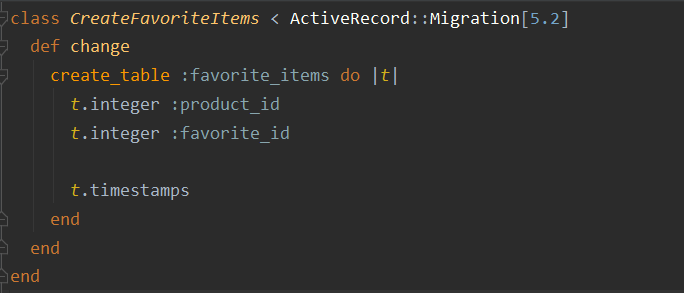 class CreateFavoriteItems < ActiveRecord::Migration[5.2]
  def change
    create_table :favorite_items do |t|
      t.integer :product_id
      t.integer :favorite_id

      t.timestamps
    end
  end
end